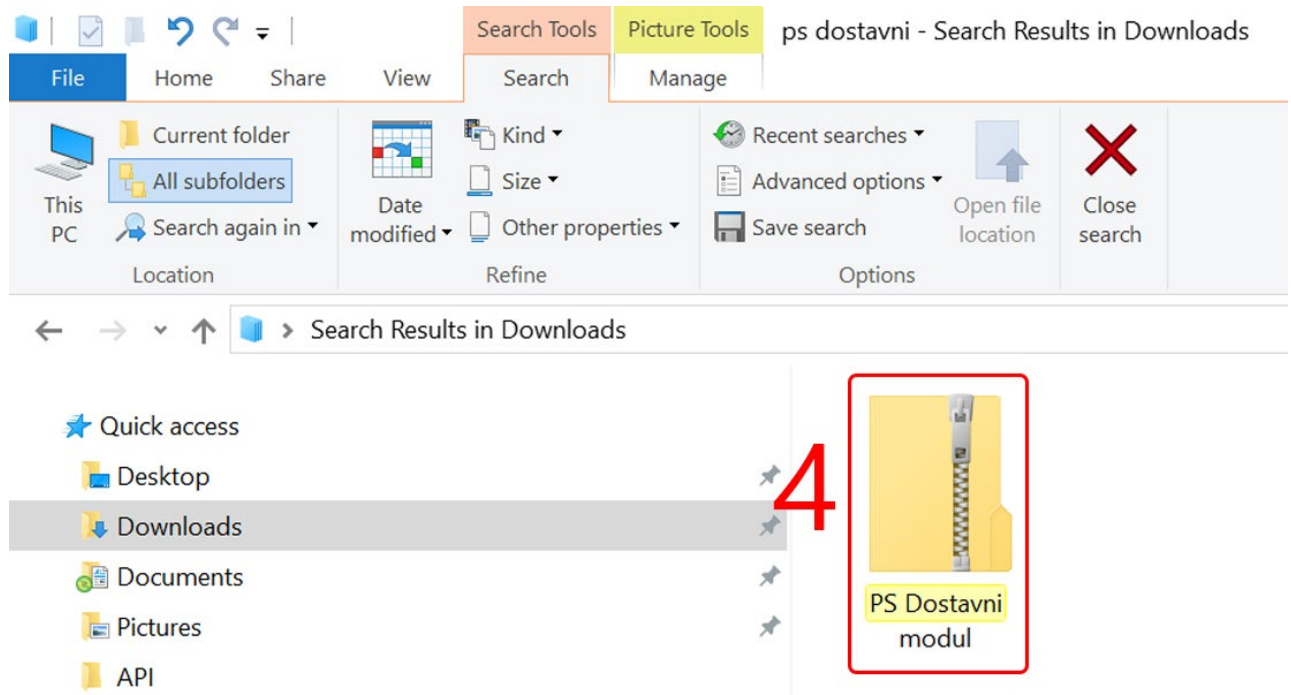 Search Tools Picture Tools ps dostavni - Search Results in Downloads
File Home Share View Search Manage
This PC
Current folder
All subfolders
Search again in
Location
Date modified
Kind
Size
Other properties
Refine
Recent searches
Advanced options
Save search
Options
Open file location
Close search
Search Results in Downloads
Quick access
Desktop
Downloads
Documents
Pictures
API
4
PS Dostavni
modul